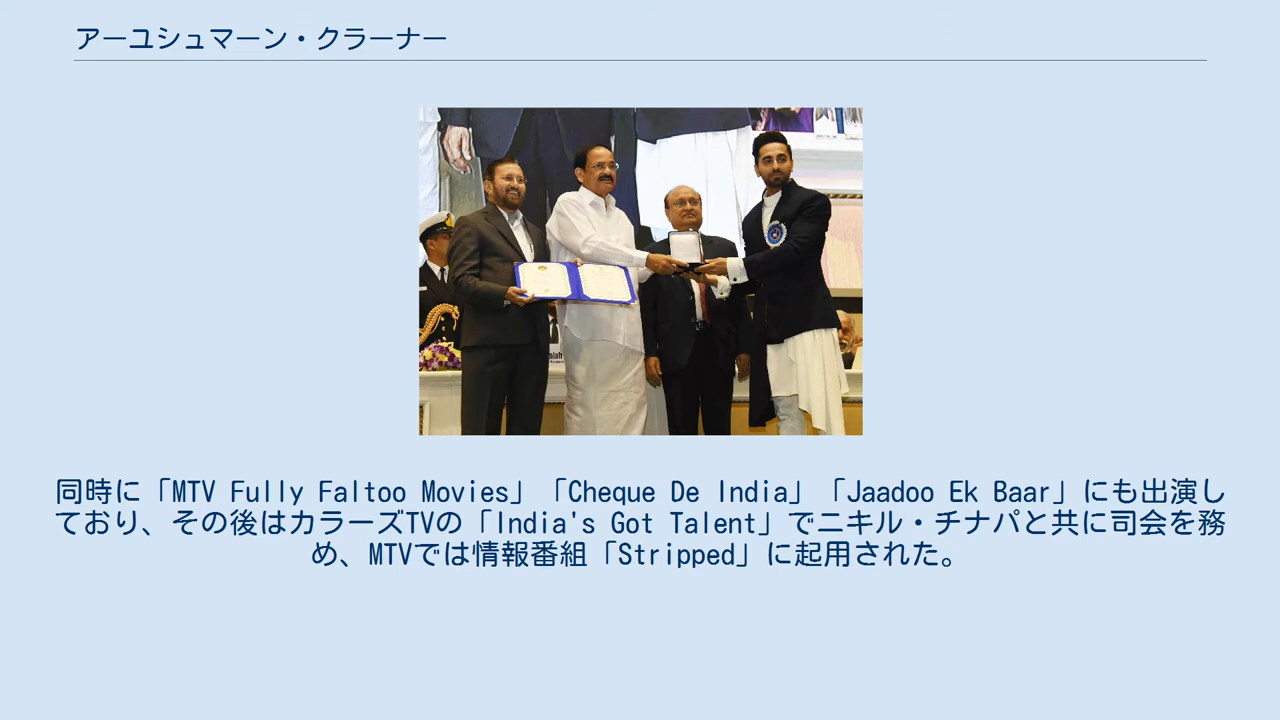 アーユシュマーン・クラーナー
同時に「MTV Fully Faltoo Movies」「Cheque De India」「Jaadoo Ek Baar」にも出演し
ており、その後はカラーズTVの「India's Got Talent」でニキル・チナパと共に司会を務
め、MTVでは情報番組「Stripped」に起用された。